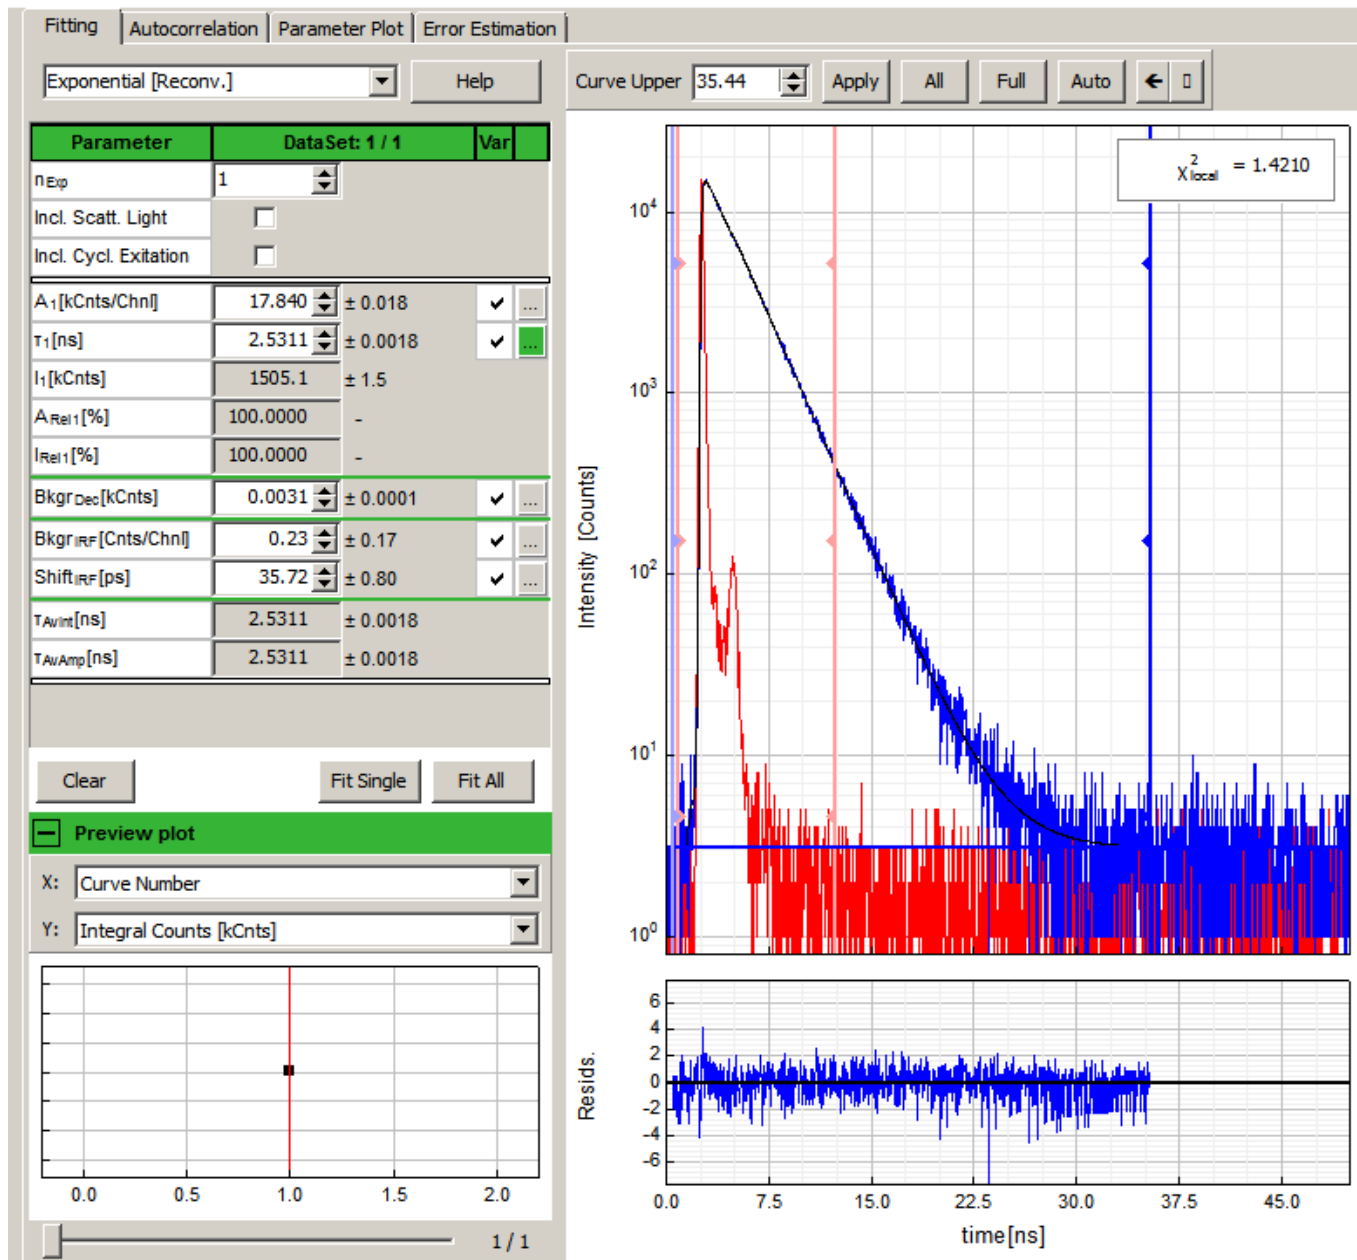 Fitting Autocorrelation Parameter Plot Error Estimation
Exponential [Reconv.] Help
Curve Upper 35.44 Apply All Full Auto
Parameter DataSet: 1 / 1 Var
nExp 1
Incl. Scatt. Light
Incl. Cycl. Exitation
A1[kCnts/Chnl] 17.840 ± 0.018 ...
τ1[ns] 2.5311 ± 0.0018 ...
I1[kCnts] 1505.1 ± 1.5
ARel1[%] 100.0000 -
IRel1[%] 100.0000 -
BkgrDec[kCnts] 0.0031 ± 0.0001 ...
BkgrIRF[Cnts/Chnl] 0.23 ± 0.17 ...
ShiftIRF[ps] 35.72 ± 0.80 ...
τAvInt[ns] 2.5311 ± 0.0018
τAvAmp[ns] 2.5311 ± 0.0018
Clear Fit Single Fit All
Preview plot
X: Curve Number
Y: Integral Counts [kCnts]
0.0 0.5 1.0 1.5 2.0
1 / 1
X²local = 1.4210
Intensity [Counts]
10⁴
10³
10²
10¹
10⁰
Resids.
6
4
2
0
-2
-4
-6
0.0 7.5 15.0 22.5 30.0 37.5 45.0
time[ns]